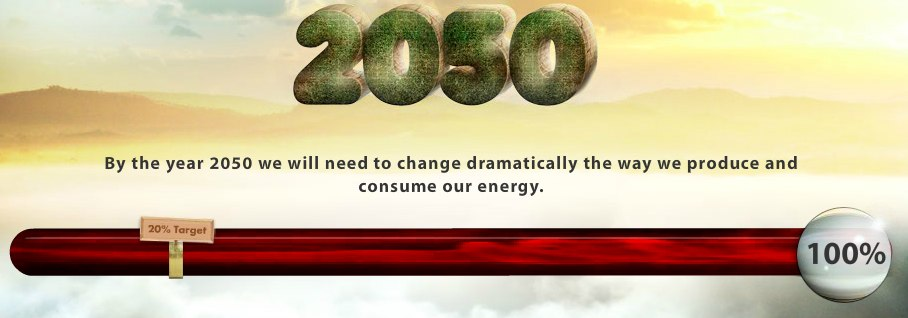 2050
By the year 2050 we will need to change dramatically the way we produce and
consume our energy.
20% Target
100%